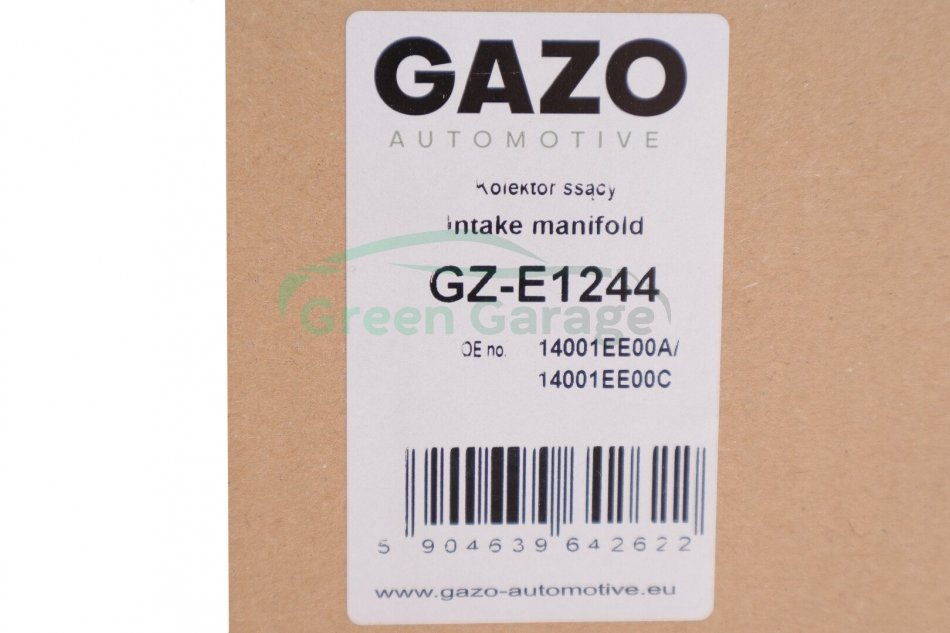 GAZO
AUTOMOTIVE
Kolektor ssący
Intake manifold
GZ-E1244
Green Garage
OE no. 14001EE00A/
14001EE00C
5 904639 642622
www.gazo-automotive.eu